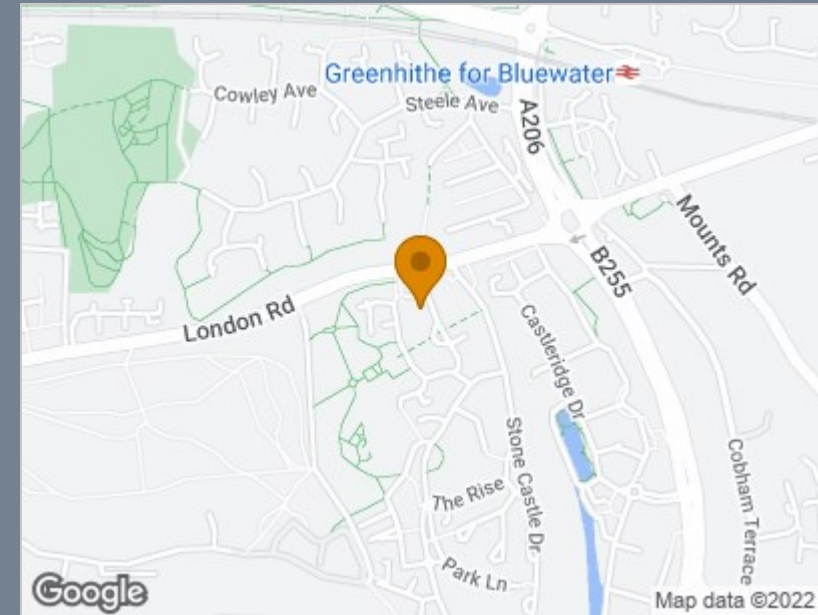 Greenhithe for Bluewater
Cowley Ave
Steele Ave
A206
Mounts Rd
B255
London Rd
Castleridge Dr
Stone Castle Dr
Cobham Terrace
The Rise
Park Ln
Google
Map data ©2022